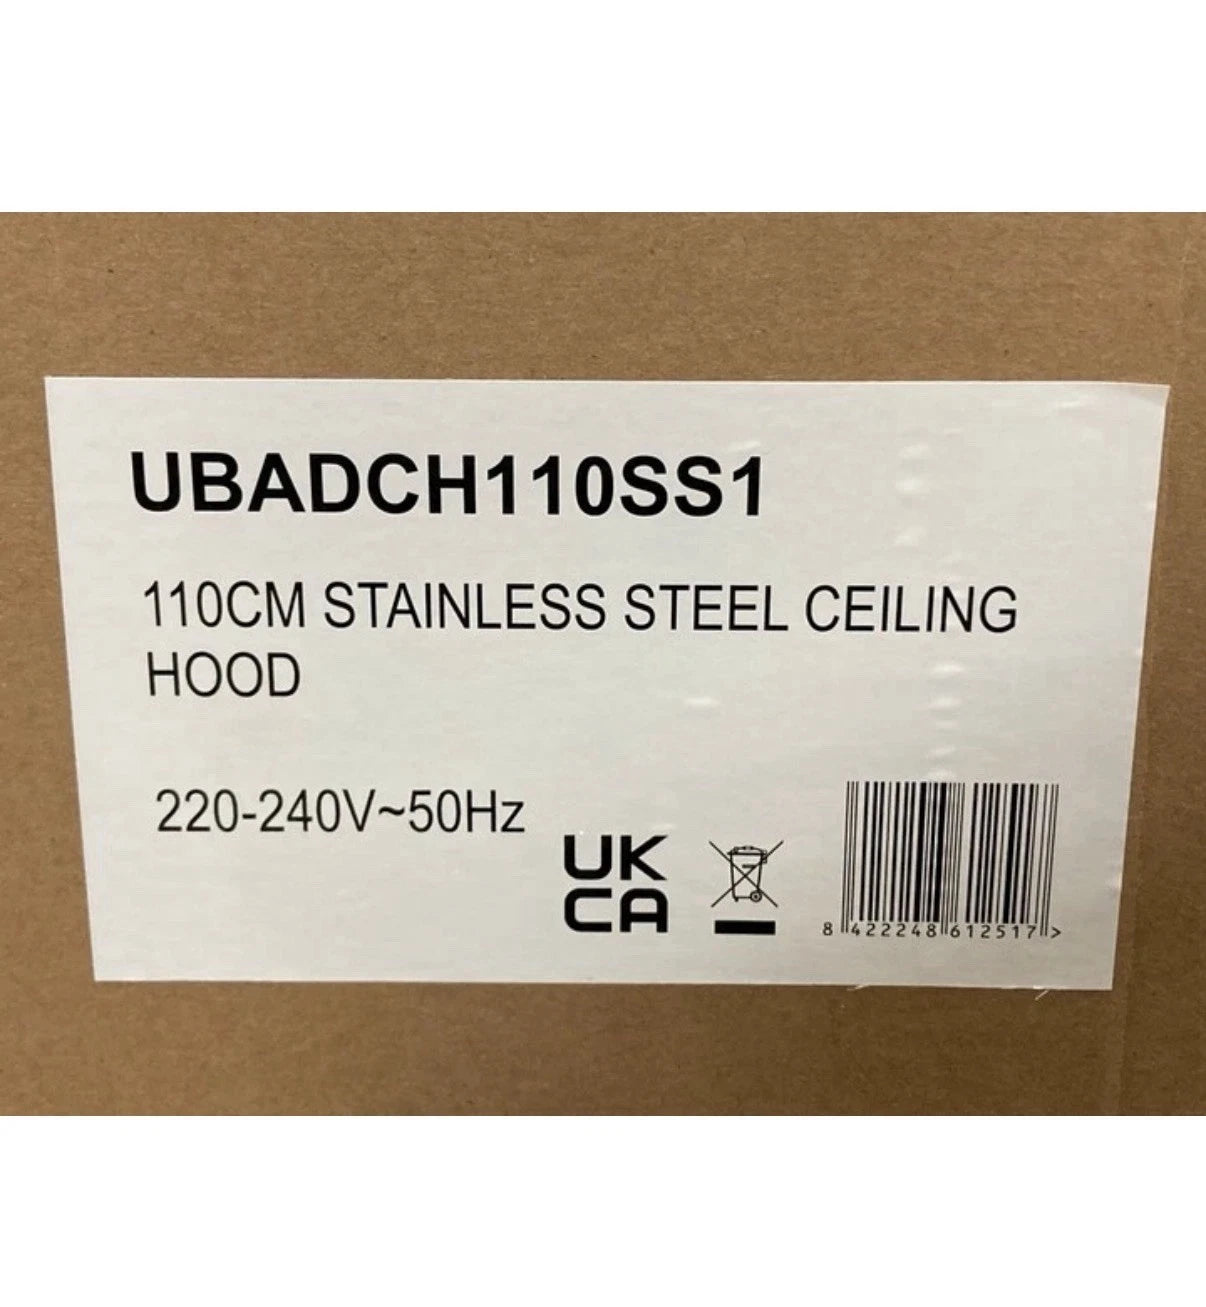 UBADCH110SS1
110CM STAINLESS STEEL CEILING
HOOD
220-240V~50Hz
UK
CA
8 422248 612517 >